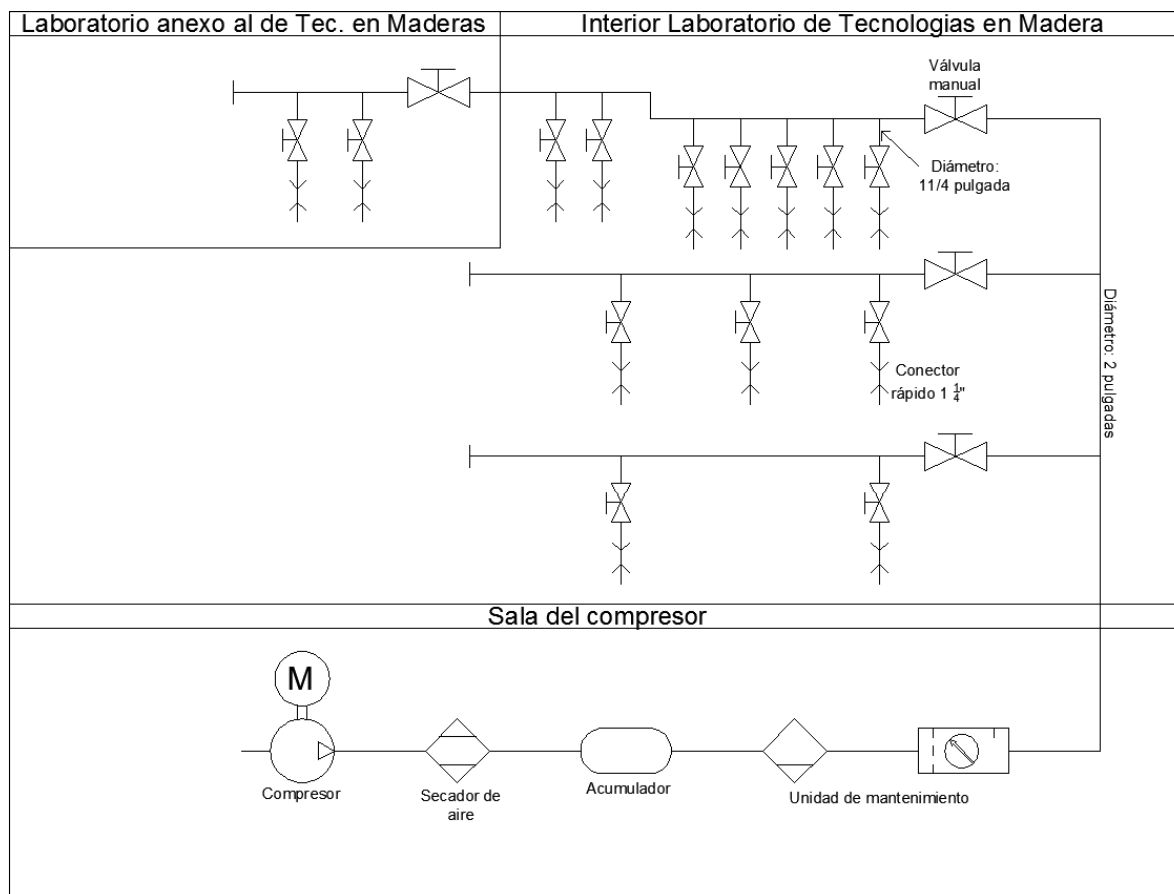 Laboratorio anexo al de Tec. en Maderas
Interior Laboratorio de Tecnologias en Madera
Válvula
manual
Diámetro:
11/4 pulgada
Diámetro: 2 pulgadas
Conector
rápido 1 1/4"
Sala del compresor
M
Compresor
Secador de
aire
Acumulador
Unidad de mantenimiento